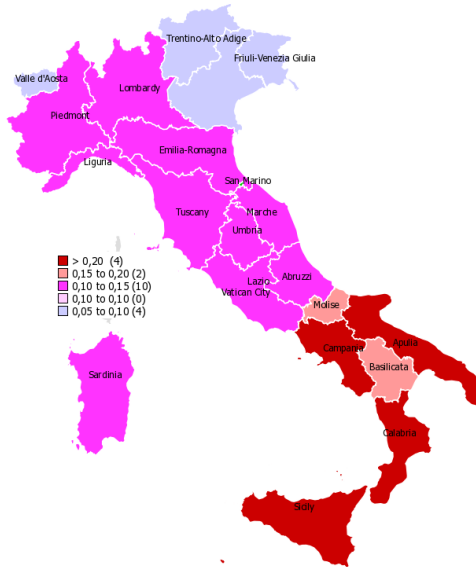 Trentino-Alto Adige
Friuli-Venezia Giulia
Valle d'Aosta
Lombardy
Piedmont
Emilia-Romagna
Liguria
San Marino
Tuscany
Marche
Umbria
Abruzzi
Lazio
Vatican City
> 0,20 (4)
0,15 to 0,20 (2)
0,10 to 0,15 (10)
0,10 to 0,10 (0)
0,05 to 0,10 (4)
Molise
Campania
Apulia
Basilicata
Sardinia
Calabria
Sicily